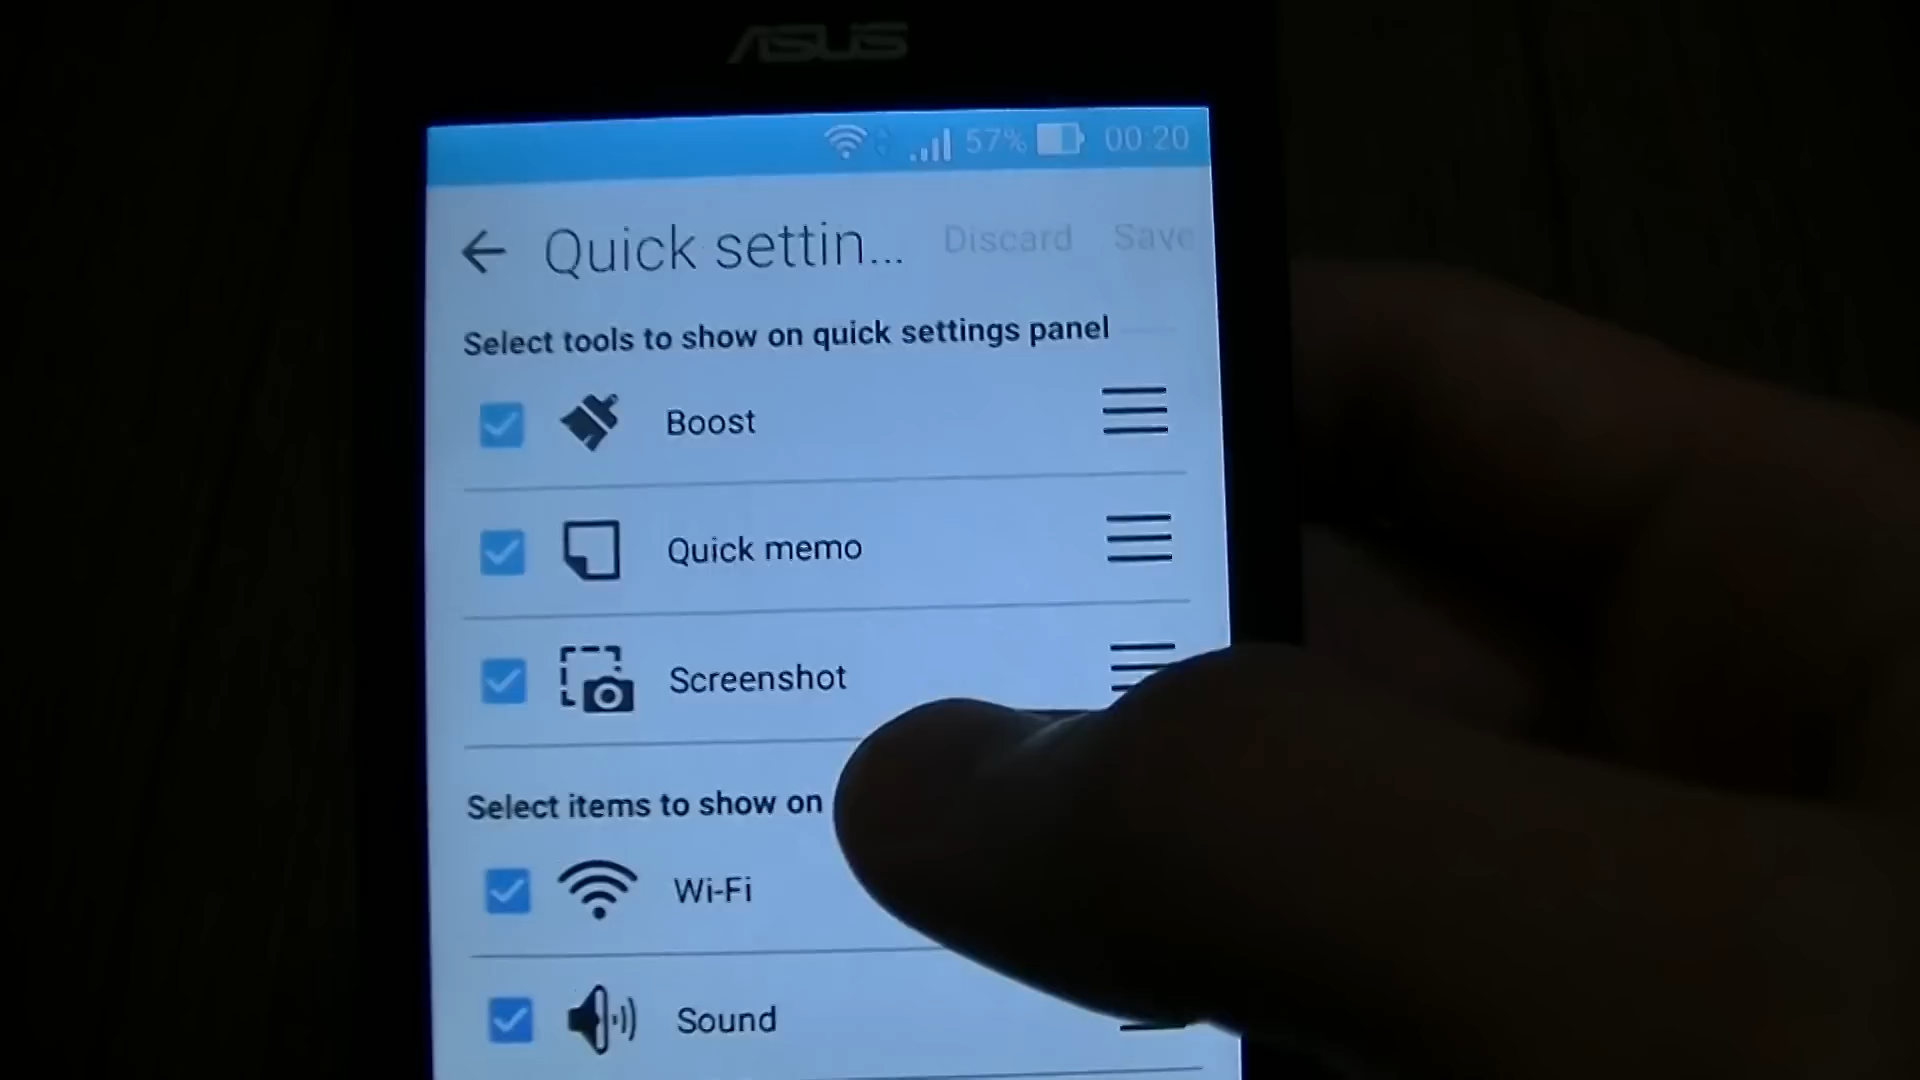 ASUS
57% 00:20
Quick settin... Discard Save
Select tools to show on quick settings panel
Boost
Quick memo
Screenshot
Select items to show on
Wi-Fi
Sound